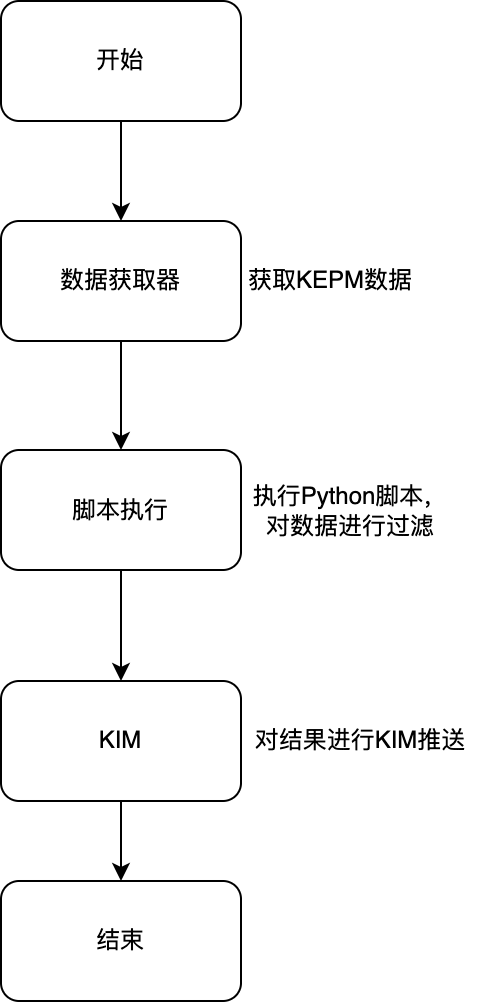 开始
数据获取器
获取KEPM数据
脚本执行
执行Python脚本，
对数据进行过滤
KIM
对结果进行KIM推送
结束